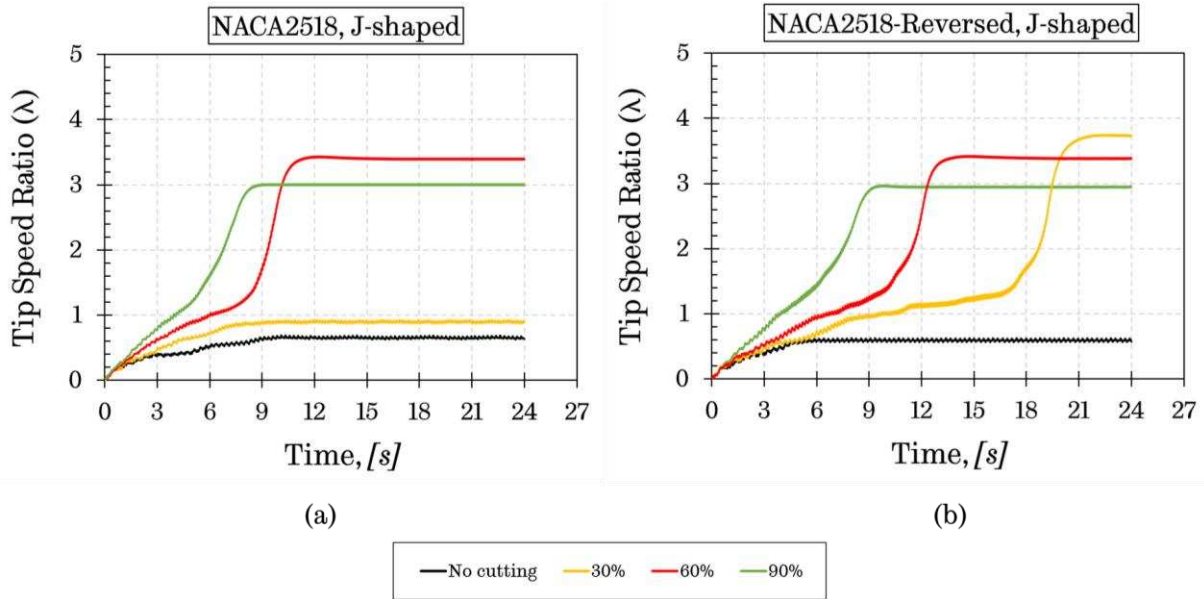 NACA2518, J-shaped
5
4
3
2
1
0
Tip Speed Ratio (λ)
0 3 6 9 12 15 18 21 24 27
Time, [s]
(a)
NACA2518-Reversed, J-shaped
5
4
3
2
1
0
Tip Speed Ratio (λ)
0 3 6 9 12 15 18 21 24 27
Time, [s]
(b)
No cutting 30% 60% 90%